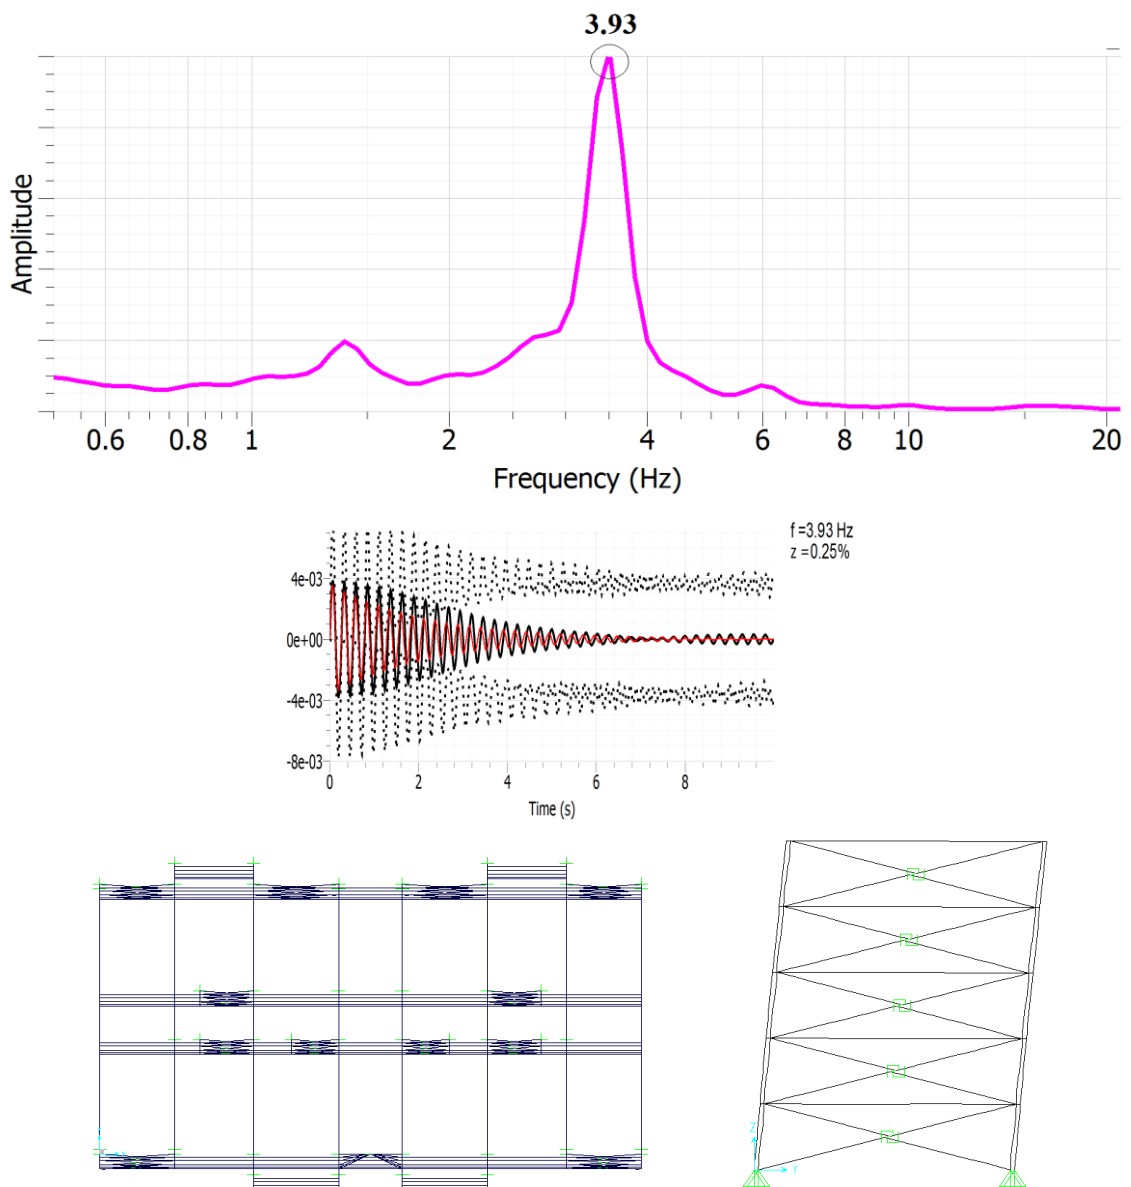 3.93
Amplitude
0.6 0.8 1 2 4 6 8 10 20
Frequency (Hz)
f =3.93 Hz
z =0.25%
4e-03
0e+00
-4e-03
-8e-03
0 2 4 6 8
Time (s)
Z
Y